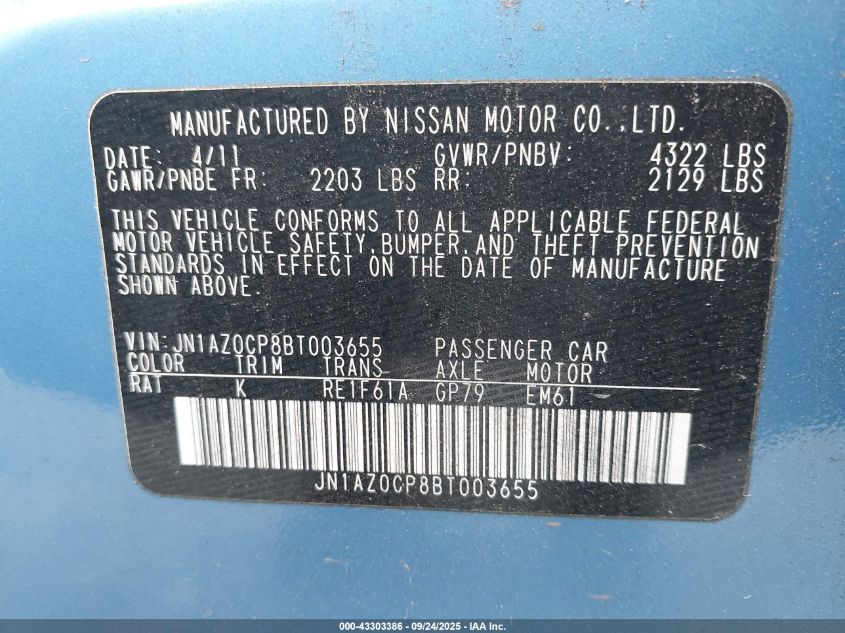 MANUFACTURED BY NISSAN MOTOR CO.,LTD.
DATE: 4/11 GVWR/PNBV: 4322 LBS
GAWR/PNBE FR: 2203 LBS RR: 2129 LBS
THIS VEHICLE CONFORMS TO ALL APPLICABLE FEDERAL
MOTOR VEHICLE SAFETY,BUMPER,AND THEFT PREVENTION
STANDARDS IN EFFECT ON THE DATE OF MANUFACTURE
SHOWN ABOVE.
VIN:JN1AZ0CP8BT003655 PASSENGER CAR
COLOR TRIM TRANS AXLE MOTOR
RAT K RE1F61A GP79 EM61
JN1AZ0CP8BT003655
000-43303386 - 09/24/2025 - IAA Inc.